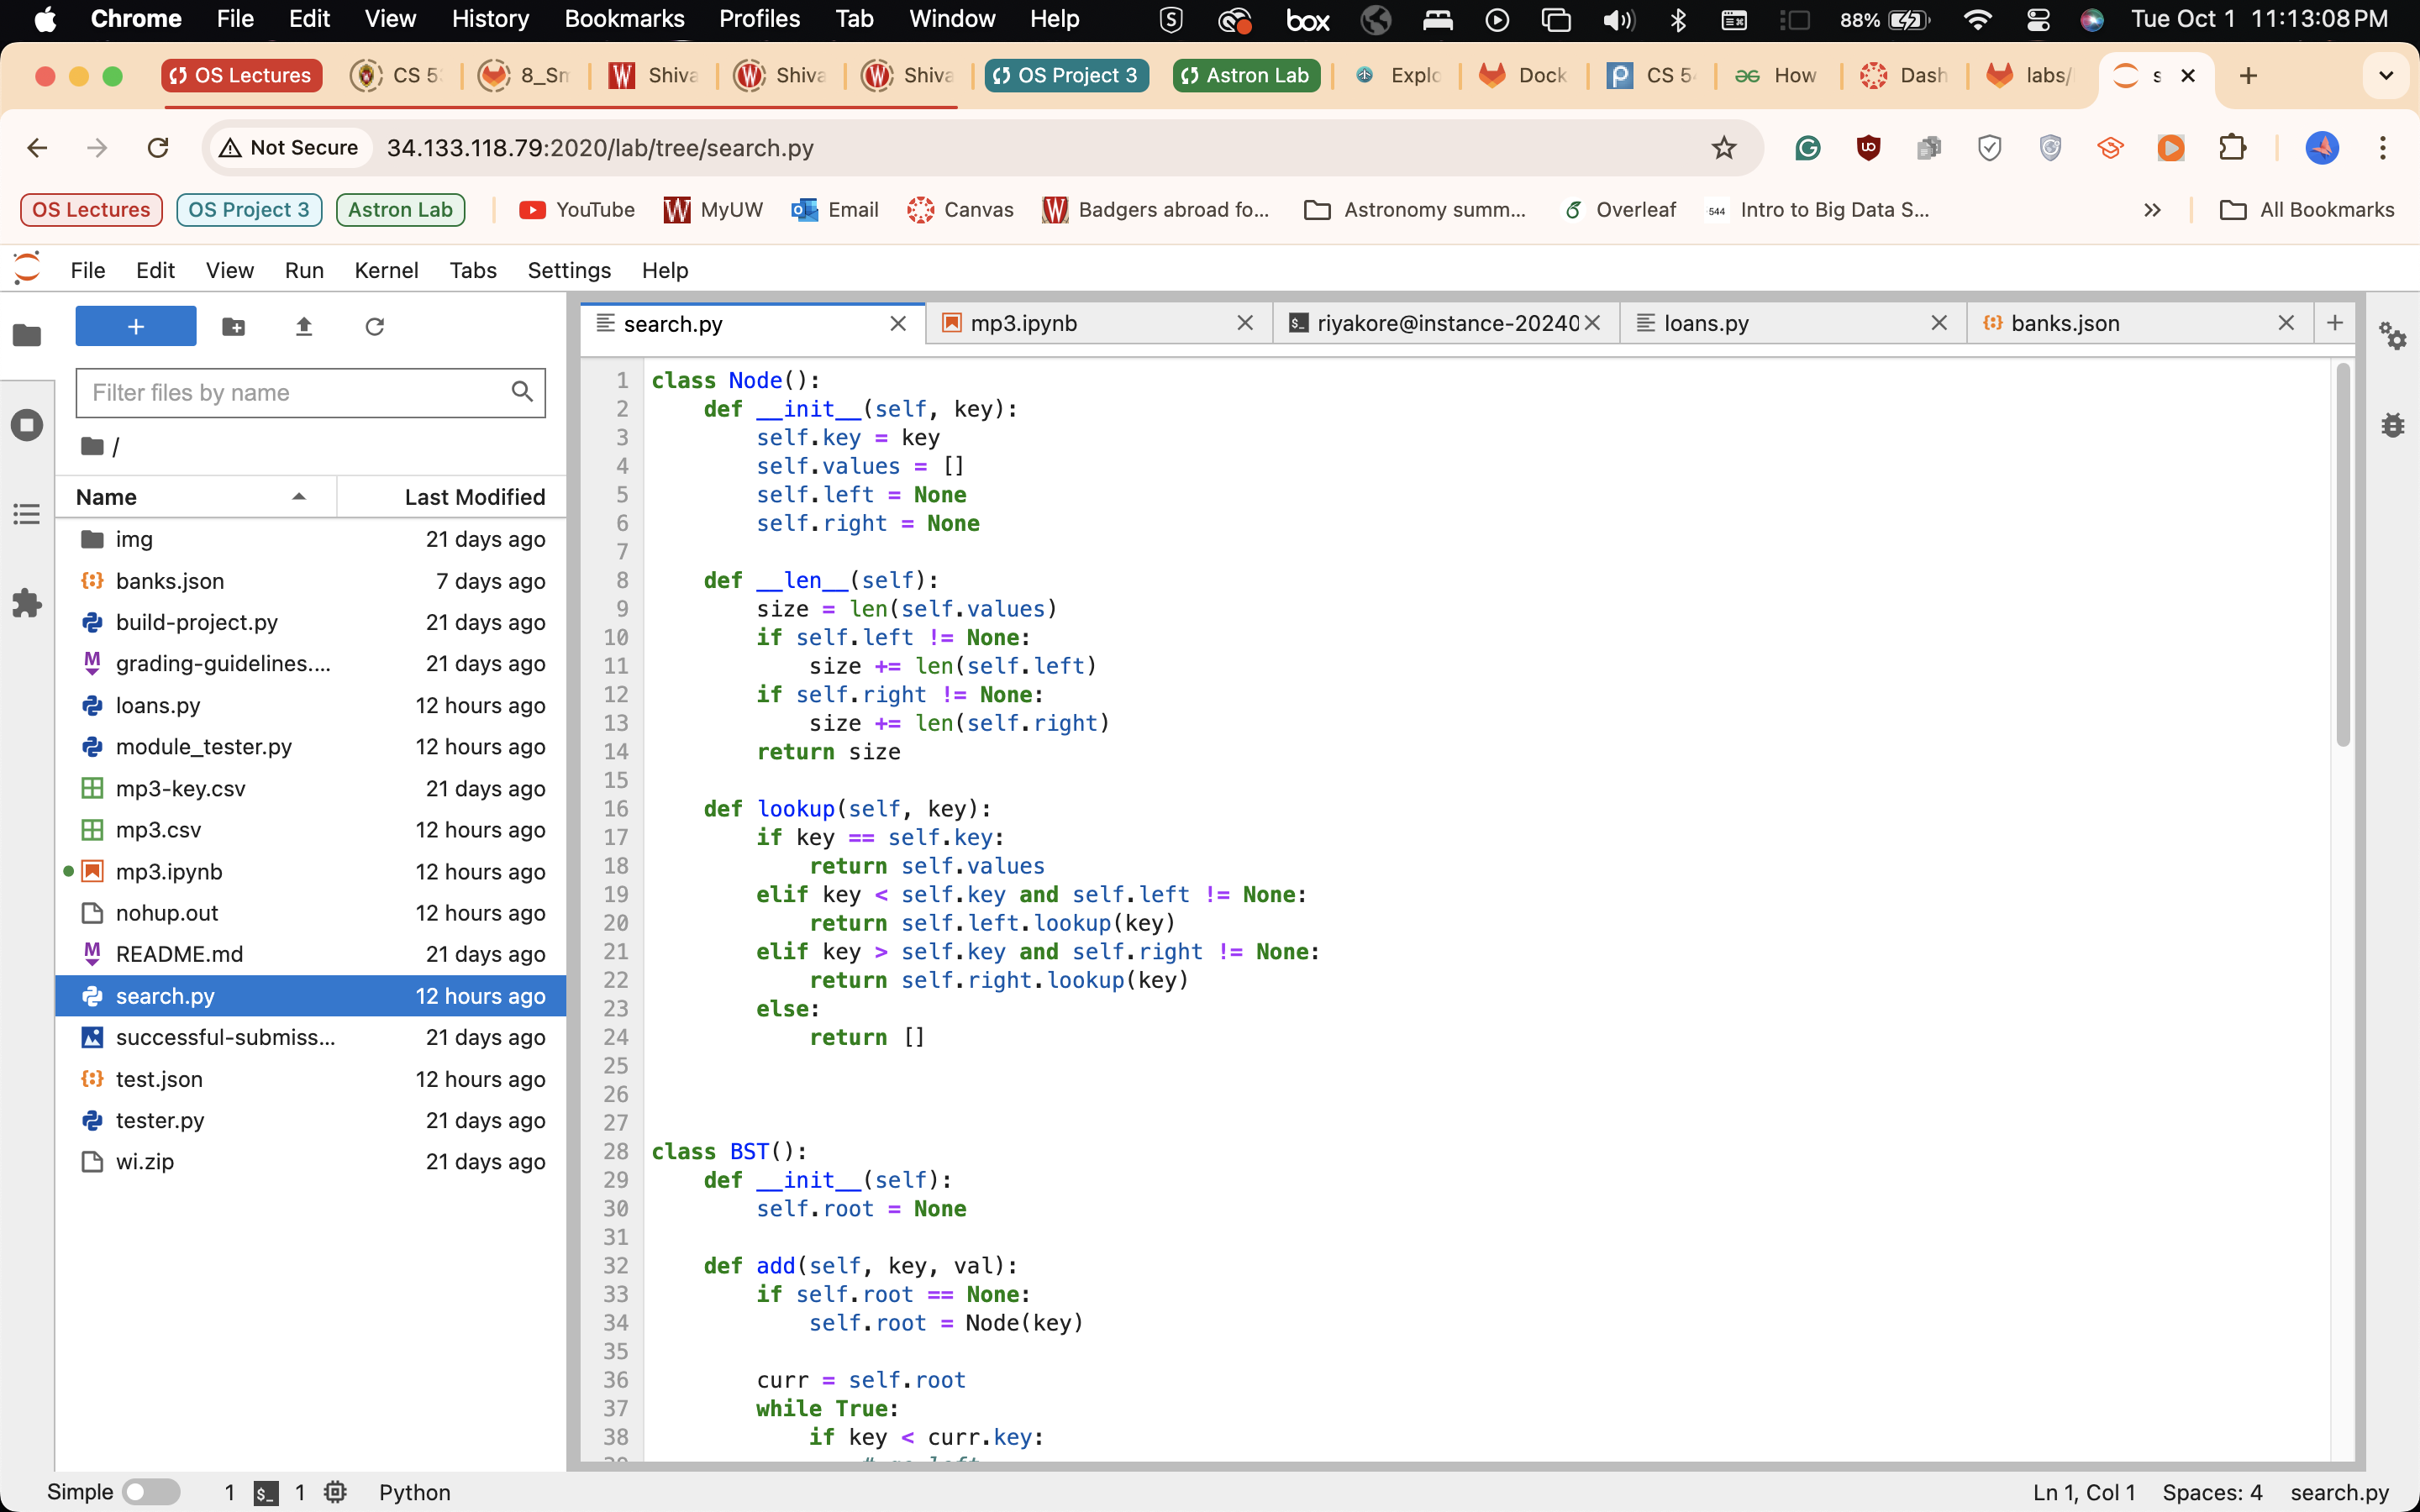 Chrome File Edit View History Bookmarks Profiles Tab Window Help box 88% Tue Oct 1 11:13:08 PM
OS Lectures CS 5 8_Sm Shiva Shiva Shiva OS Project 3 Astron Lab Explo Dock CS 54 How Dash labs/ s
Not Secure 34.133.118.79:2020/lab/tree/search.py
OS Lectures OS Project 3 Astron Lab YouTube MyUW Email Canvas Badgers abroad fo... Astronomy summ... Overleaf 544 Intro to Big Data S... All Bookmarks
File Edit View Run Kernel Tabs Settings Help
search.py mp3.ipynb riyakore@instance-20240 loans.py banks.json
Filter files by name
/
Name Last Modified
img 21 days ago
banks.json 7 days ago
build-project.py 21 days ago
grading-guidelines.... 21 days ago
loans.py 12 hours ago
module_tester.py 12 hours ago
mp3-key.csv 21 days ago
mp3.csv 12 hours ago
mp3.ipynb 12 hours ago
nohup.out 12 hours ago
README.md 21 days ago
search.py 12 hours ago
successful-submiss... 21 days ago
test.json 12 hours ago
tester.py 21 days ago
wi.zip 21 days ago
1 class Node():
2     def __init__(self, key):
3         self.key = key
4         self.values = []
5         self.left = None
6         self.right = None
7
8     def __len__(self):
9         size = len(self.values)
10         if self.left != None:
11             size += len(self.left)
12         if self.right != None:
13             size += len(self.right)
14         return size
15
16     def lookup(self, key):
17         if key == self.key:
18             return self.values
19         elif key < self.key and self.left != None:
20             return self.left.lookup(key)
21         elif key > self.key and self.right != None:
22             return self.right.lookup(key)
23         else:
24             return []
25
26
27
28 class BST():
29     def __init__(self):
30         self.root = None
31
32     def add(self, key, val):
33         if self.root == None:
34             self.root = Node(key)
35
36         curr = self.root
37         while True:
38             if key < curr.key:
Simple 1 $_ 1 Python Ln 1, Col 1 Spaces: 4 search.py